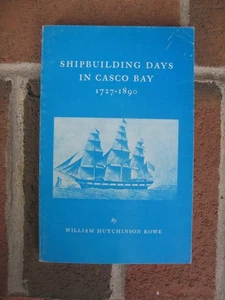 SHIPBUILDING DAYS
IN CASCO BAY
1727-1890
By
WILLIAM HUTCHINSON ROWE